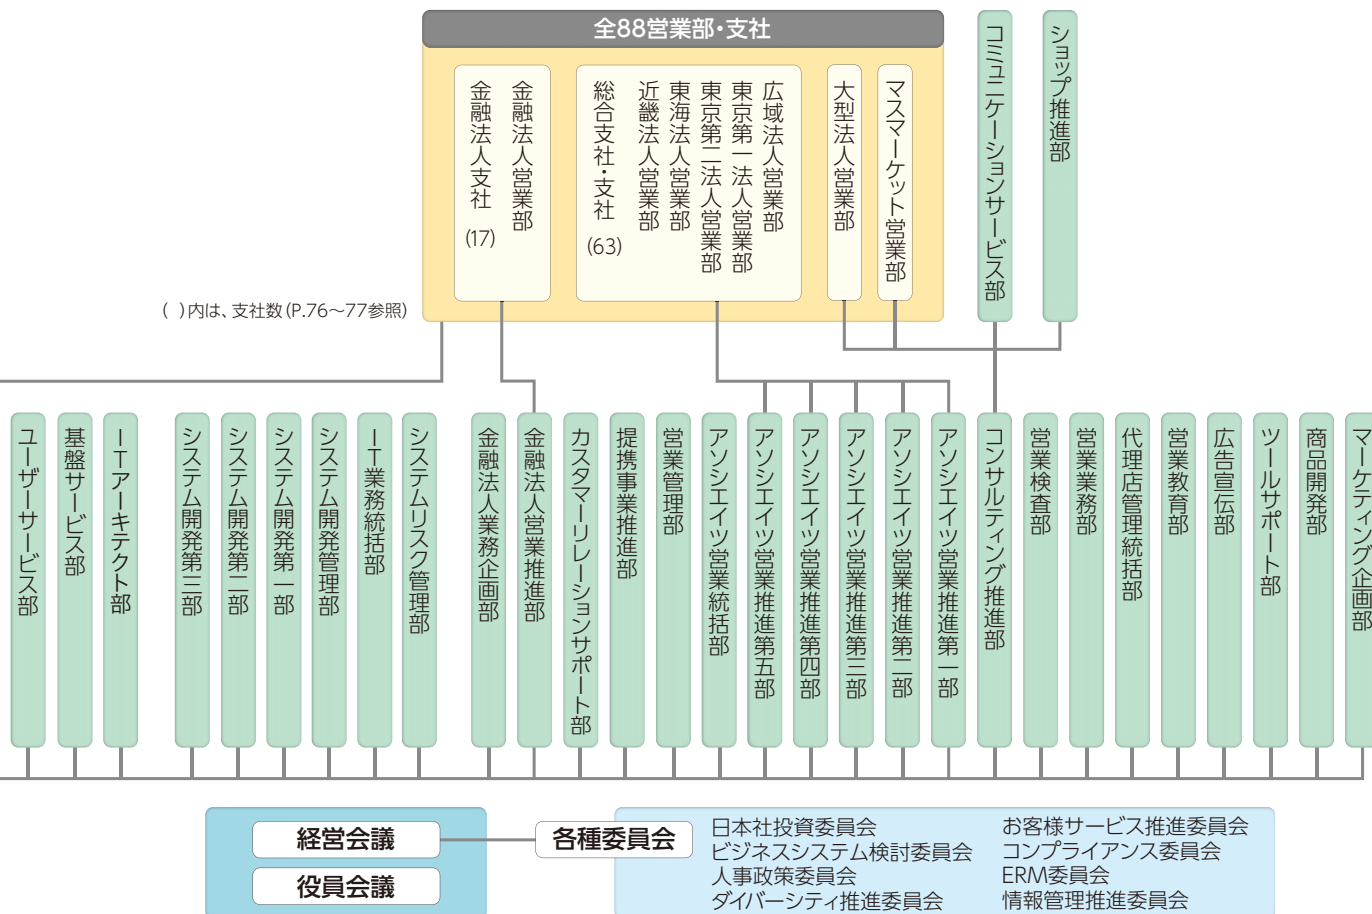 全88営業部・支社
金融法人支社 (17)
金融法人営業部
総合支社・支社 (63)
近畿法人営業部
東海法人営業部
東京第二法人営業部
東京第一法人営業部
広域法人営業部
大型法人営業部
マスマーケット営業部
コミュニケーションサービス部
ショップ推進部
( )内は、支社数(P.76〜77参照)
ユーザーサービス部
基盤サービス部
ITアーキテクト部
システム開発第三部
システム開発第二部
システム開発第一部
システム開発管理部
IT業務統括部
システムリスク管理部
金融法人業務企画部
金融法人営業推進部
カスタマーリレーションサポート部
提携事業推進部
営業管理部
アソシエイツ営業統括部
アソシエイツ営業推進第五部
アソシエイツ営業推進第四部
アソシエイツ営業推進第三部
アソシエイツ営業推進第二部
アソシエイツ営業推進第一部
コンサルティング推進部
営業検査部
営業業務部
代理店管理統括部
営業教育部
広告宣伝部
ツールサポート部
商品開発部
マーケティング企画部
経営会議
役員会議
各種委員会
日本社投資委員会
ビジネスシステム検討委員会
人事政策委員会
ダイバーシティ推進委員会
お客様サービス推進委員会
コンプライアンス委員会
ERM委員会
情報管理推進委員会